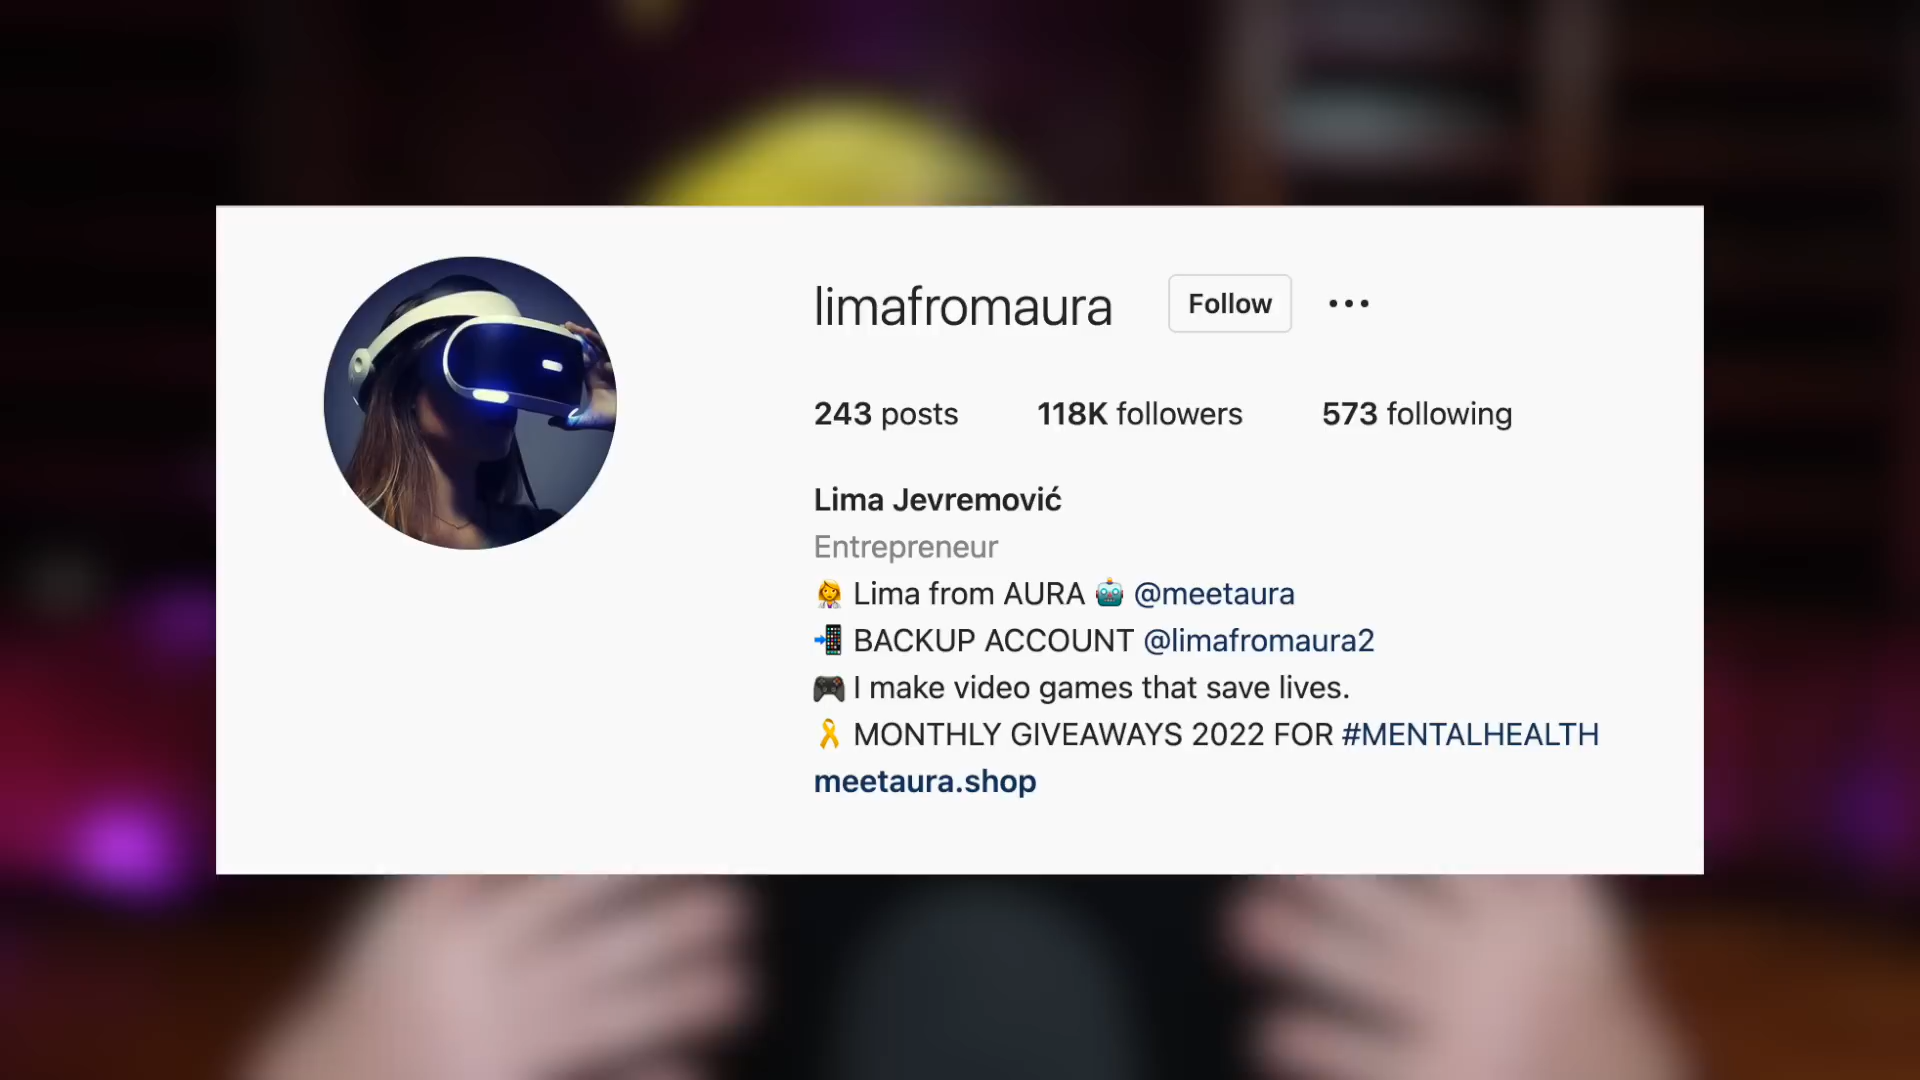 limafromaura Follow
243 posts 118K followers 573 following
Lima Jevremović
Entrepreneur
👩‍⚕️ Lima from AURA 🤖 @meetaura
📲 BACKUP ACCOUNT @limafromaura2
🎮 I make video games that save lives.
🎗️ MONTHLY GIVEAWAYS 2022 FOR #MENTALHEALTH
meetaura.shop